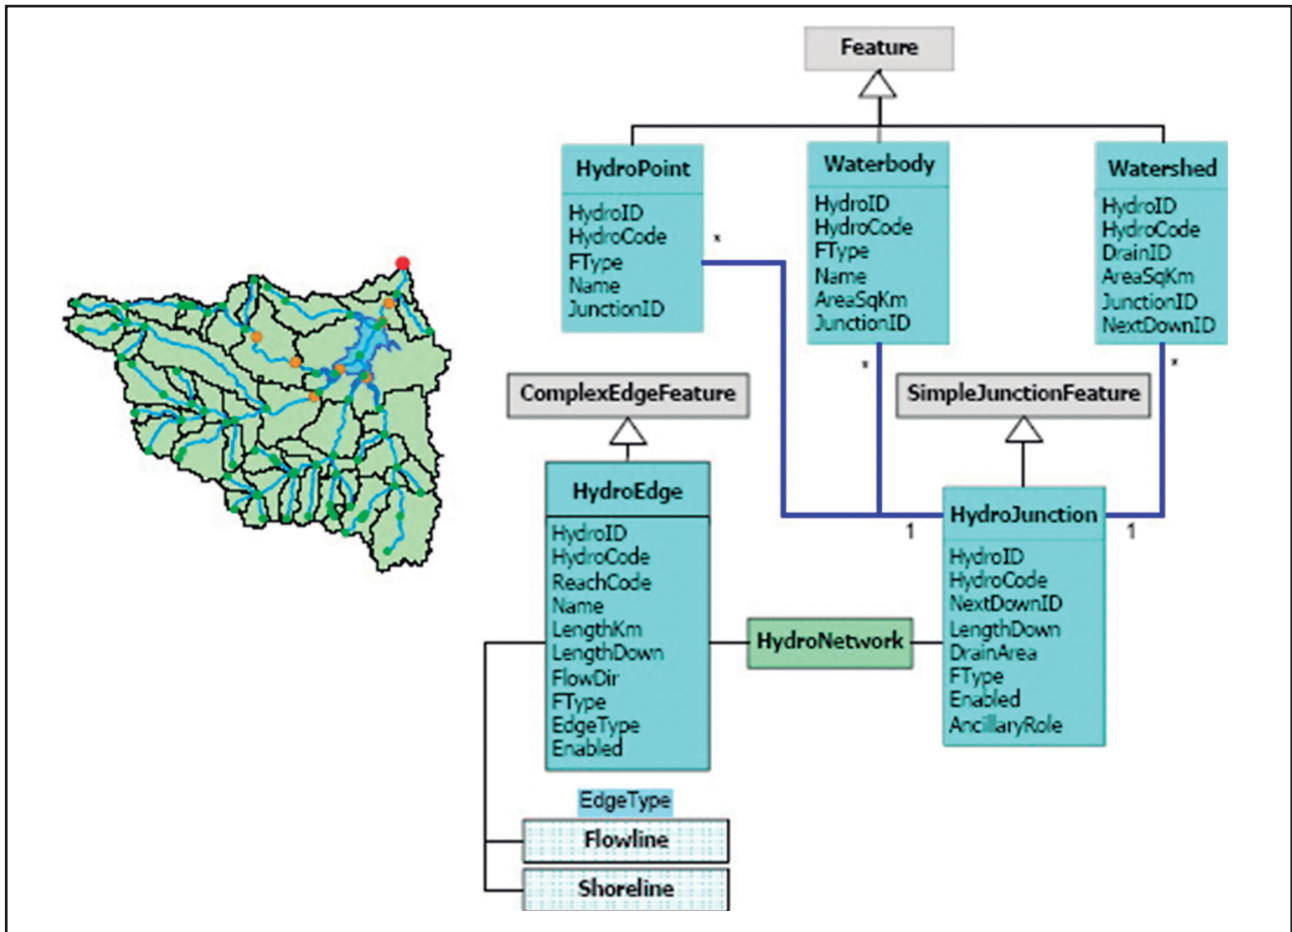 Feature
HydroPoint
HydroID
HydroCode
FType
Name
JunctionID
*
Waterbody
HydroID
HydroCode
FType
Name
AreaSqKm
JunctionID
*
Watershed
HydroID
HydroCode
DrainID
AreaSqKm
JunctionID
NextDownID
*
ComplexEdgeFeature
SimpleJunctionFeature
HydroEdge
HydroID
HydroCode
ReachCode
Name
LengthKm
LengthDown
FlowDir
FType
EdgeType
Enabled
HydroNetwork
1
HydroJunction
1
HydroID
HydroCode
NextDownID
LengthDown
DrainArea
FType
Enabled
AncillaryRole
EdgeType
Flowline
Shoreline